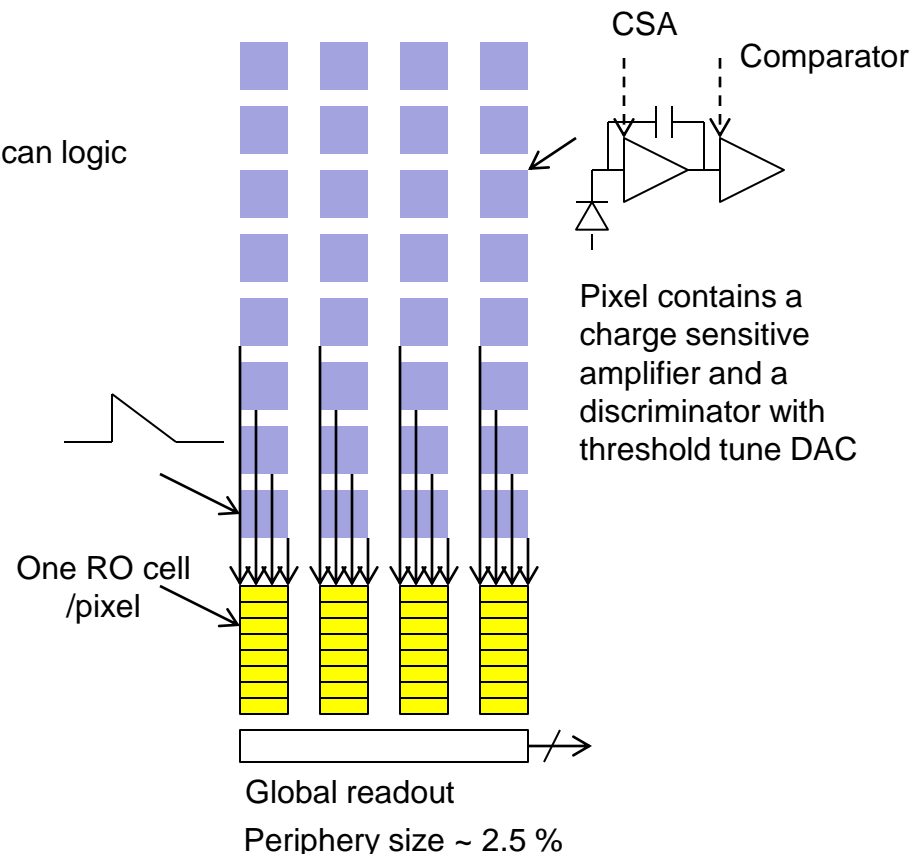 CSA
Comparator
can logic
Pixel contains a
charge sensitive
amplifier and a
discriminator with
threshold tune DAC
One RO cell
/pixel
Global readout
Periphery size ~ 2.5 %